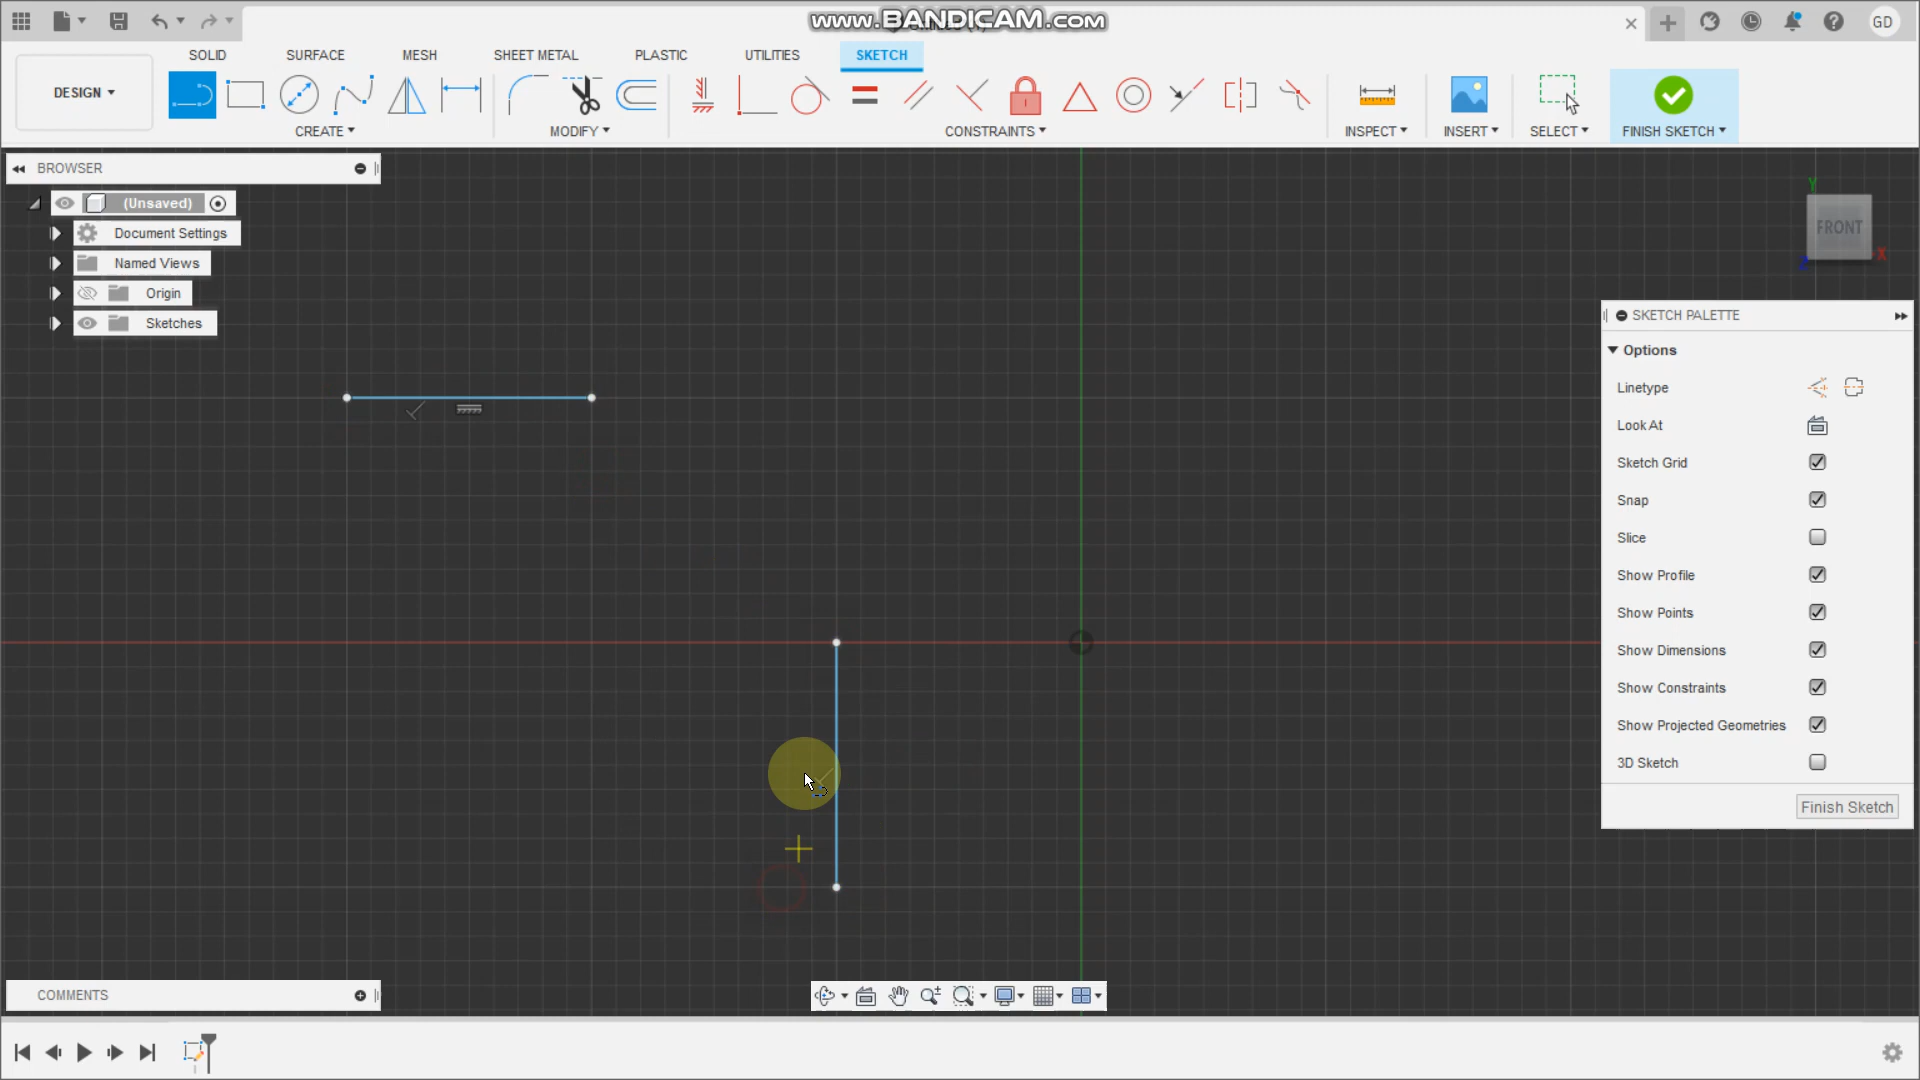 www.BANDICAM.com
GD
SOLID SURFACE MESH SHEET METAL PLASTIC UTILITIES SKETCH
DESIGN
CREATE MODIFY CONSTRAINTS INSPECT INSERT SELECT FINISH SKETCH
BROWSER
(Unsaved)
Document Settings
Named Views
Origin
Sketches
Y
FRONT
X
Z
SKETCH PALETTE
Options
Linetype
Look At
Sketch Grid
Snap
Slice
Show Profile
Show Points
Show Dimensions
Show Constraints
Show Projected Geometries
3D Sketch
Finish Sketch
COMMENTS